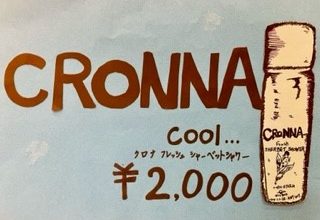 CRONNA
cool...
クロナ フレッシュ シャーベットシャワー
¥2,000
CRONNA
Fresh
SHERBET SHOWER